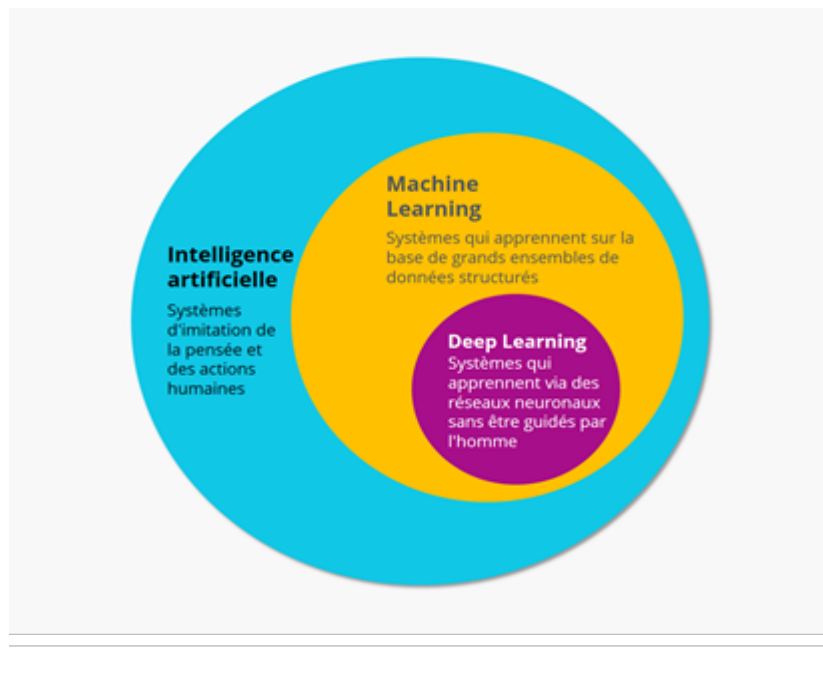 Machine
Learning
Systèmes qui apprennent sur la
base de grands ensembles de
données structurés
Intelligence
artificielle
Systèmes
d'imitation de
la pensée et
des actions
humaines
Deep Learning
Systèmes qui
apprennent via des
réseaux neuronaux
sans être guidés par
l'homme